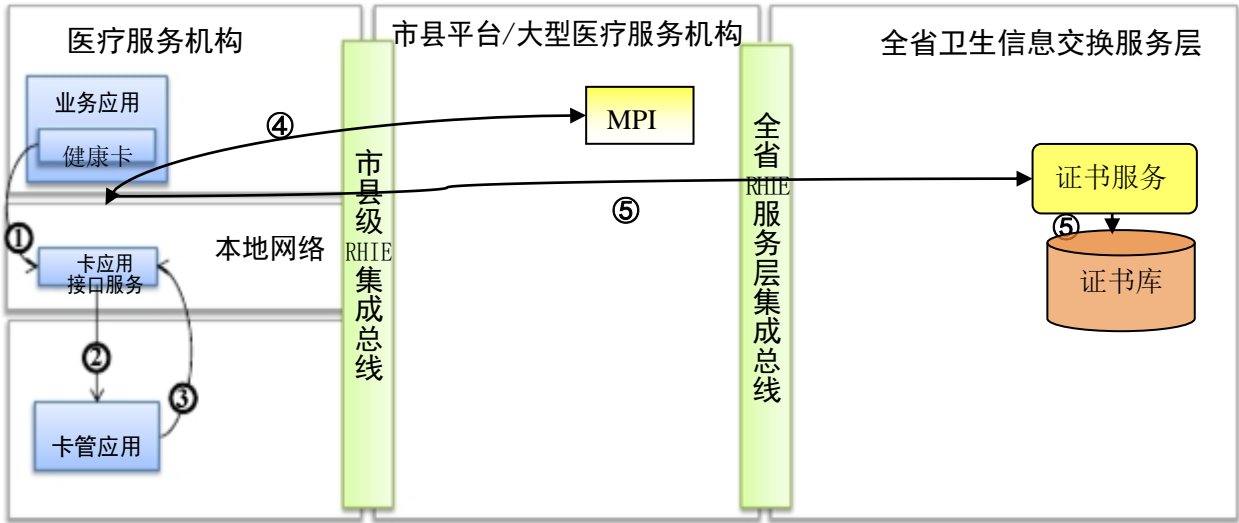 医疗服务机构
市县平台/大型医疗服务机构
全省卫生信息交换服务层
业务应用
健康卡
④
MPI
市县级RHIE集成总线
全省RHIE服务层集成总线
证书服务
⑤
⑤
证书库
①
本地网络
卡应用
接口服务
②
③
卡管应用